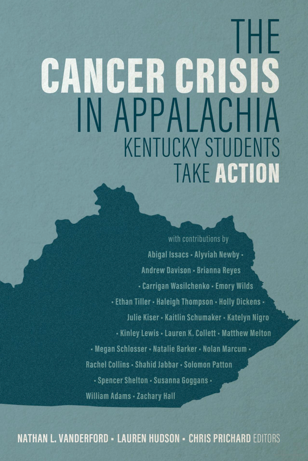 THE
CANCER CRISIS
IN APPALACHIA
KENTUCKY STUDENTS
TAKE ACTION
with contributions by
Abigail Issacs • Alyviah Newby •
Andrew Davison • Brianna Reyes
• Carrigan Wasilchenko • Emory Wilds
• Ethan Tiller • Haleigh Thompson • Holly Dickens •
Julie Kiser • Kaitlin Schumaker • Katelyn Nigro
• Kinley Lewis • Lauren K. Collett • Matthew Melton
• Megan Schlosser • Natalie Barker • Nolan Marcum •
Rachel Collins • Shahid Jabbar • Solomon Patton
• Spencer Shelton • Susanna Goggans •
William Adams • Zachary Hall
NATHAN L. VANDERFORD • LAUREN HUDSON • CHRIS PRICHARD EDITORS